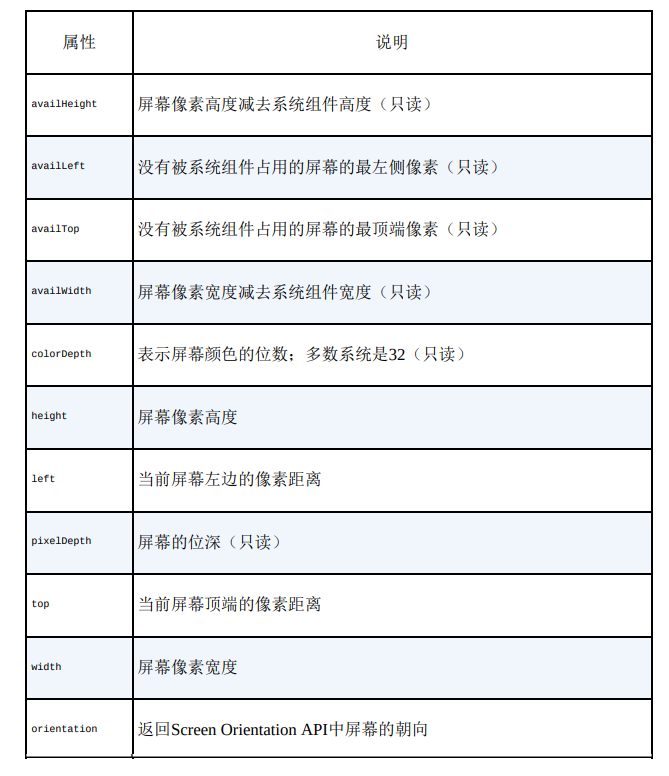 属性 说明
availHeight 屏幕像素高度减去系统组件高度（只读）
availLeft 没有被系统组件占用的屏幕的最左侧像素（只读）
availTop 没有被系统组件占用的屏幕的最顶端像素（只读）
availWidth 屏幕像素宽度减去系统组件宽度（只读）
colorDepth 表示屏幕颜色的位数；多数系统是32（只读）
height 屏幕像素高度
left 当前屏幕左边的像素距离
pixelDepth 屏幕的位深（只读）
top 当前屏幕顶端的像素距离
width 屏幕像素宽度
orientation 返回Screen Orientation API中屏幕的朝向